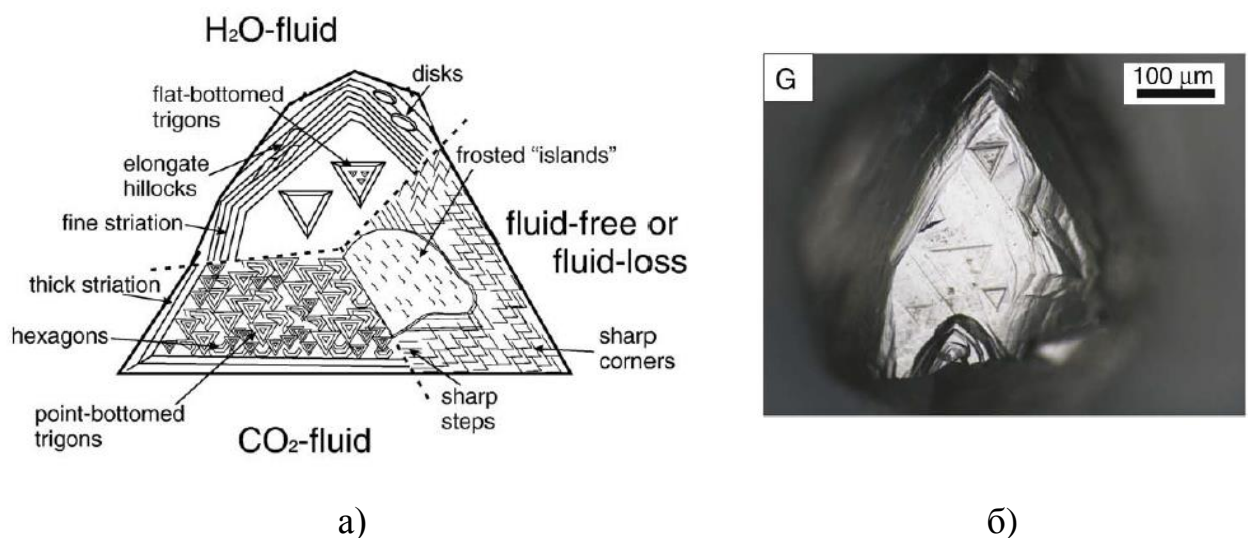 H₂O-fluid
disks
flat-bottomed
trigons
elongate
hillocks
frosted "islands"
fine striation
fluid-free or
fluid-loss
thick striation
hexagons
sharp
corners
point-bottomed
trigons
sharp
steps
CO₂-fluid
G
100 µm
а)
б)